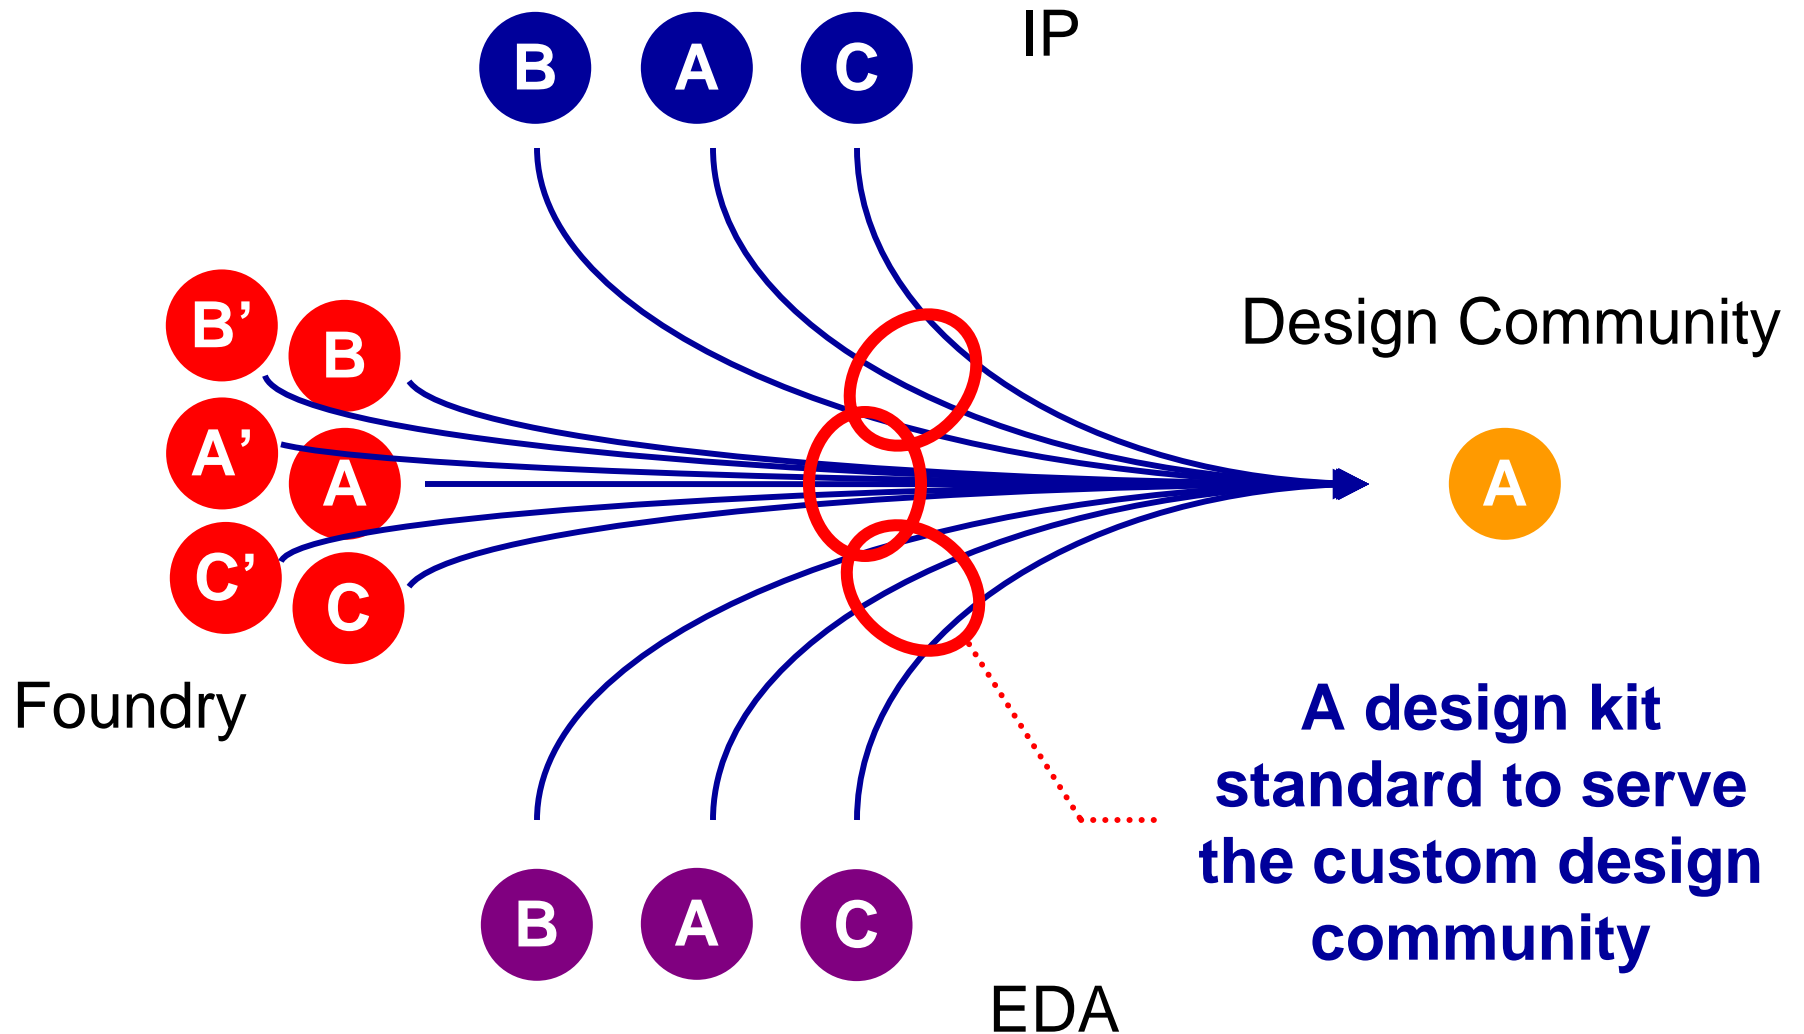 IP
B A C
Design Community
B’ B
A’ A
A
C’ C
Foundry
A design kit
standard to serve
the custom design
community
B A C
EDA